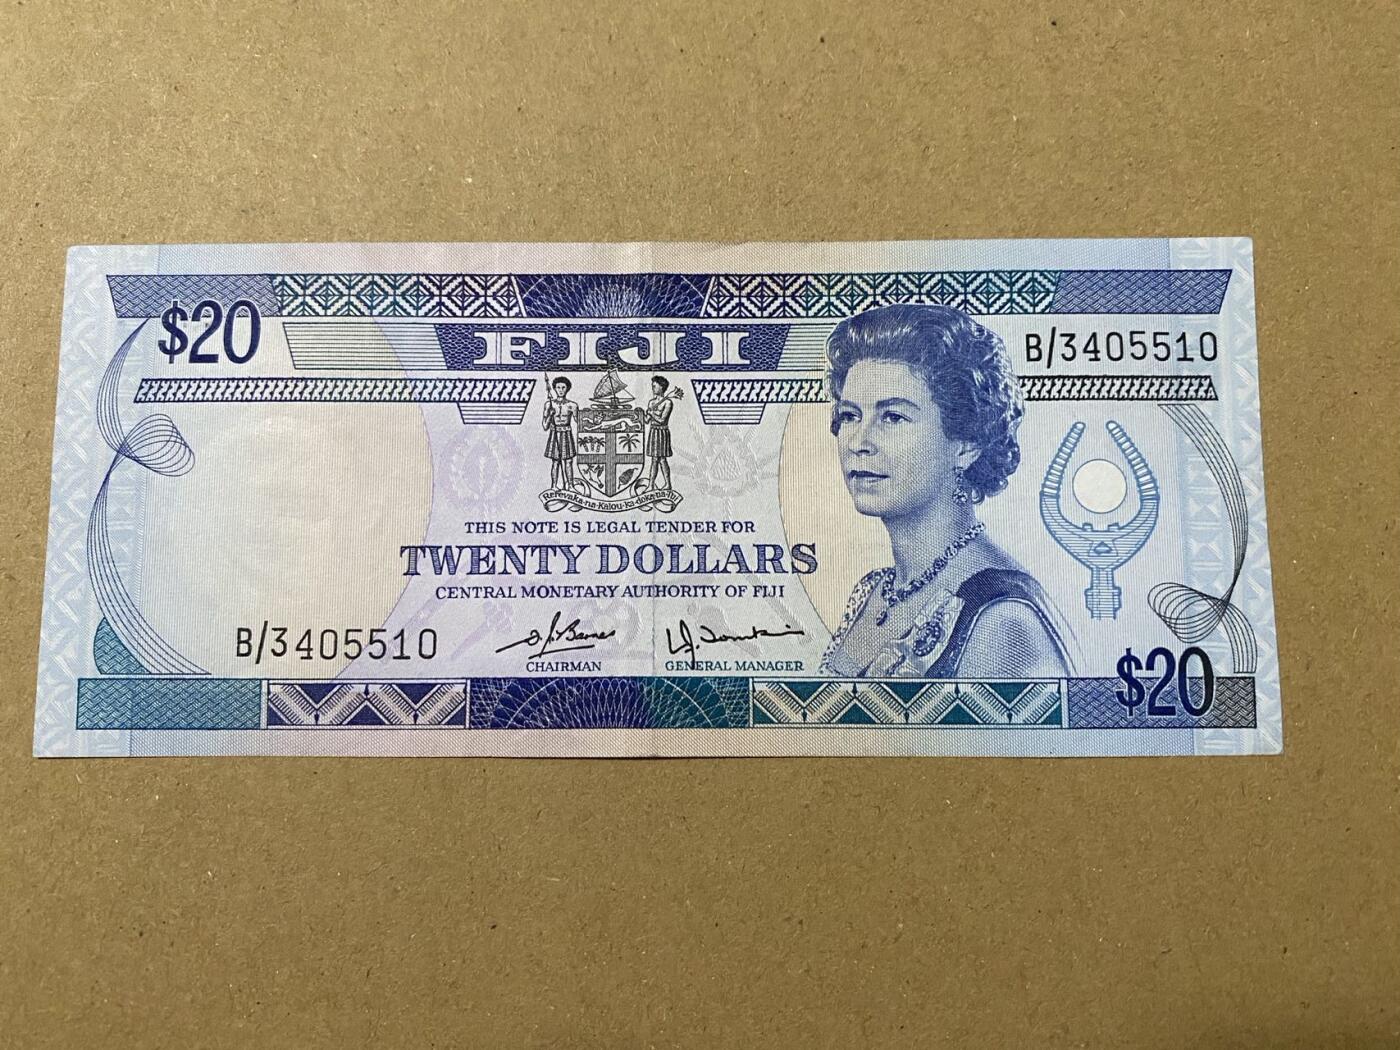 $20
FIJI
B/3405510
Rerevaka-na-Kalou-ka-doka-na-Tui
THIS NOTE IS LEGAL TENDER FOR
TWENTY DOLLARS
CENTRAL MONETARY AUTHORITY OF FIJI
B/3405510
CHAIRMAN
GENERAL MANAGER
$20